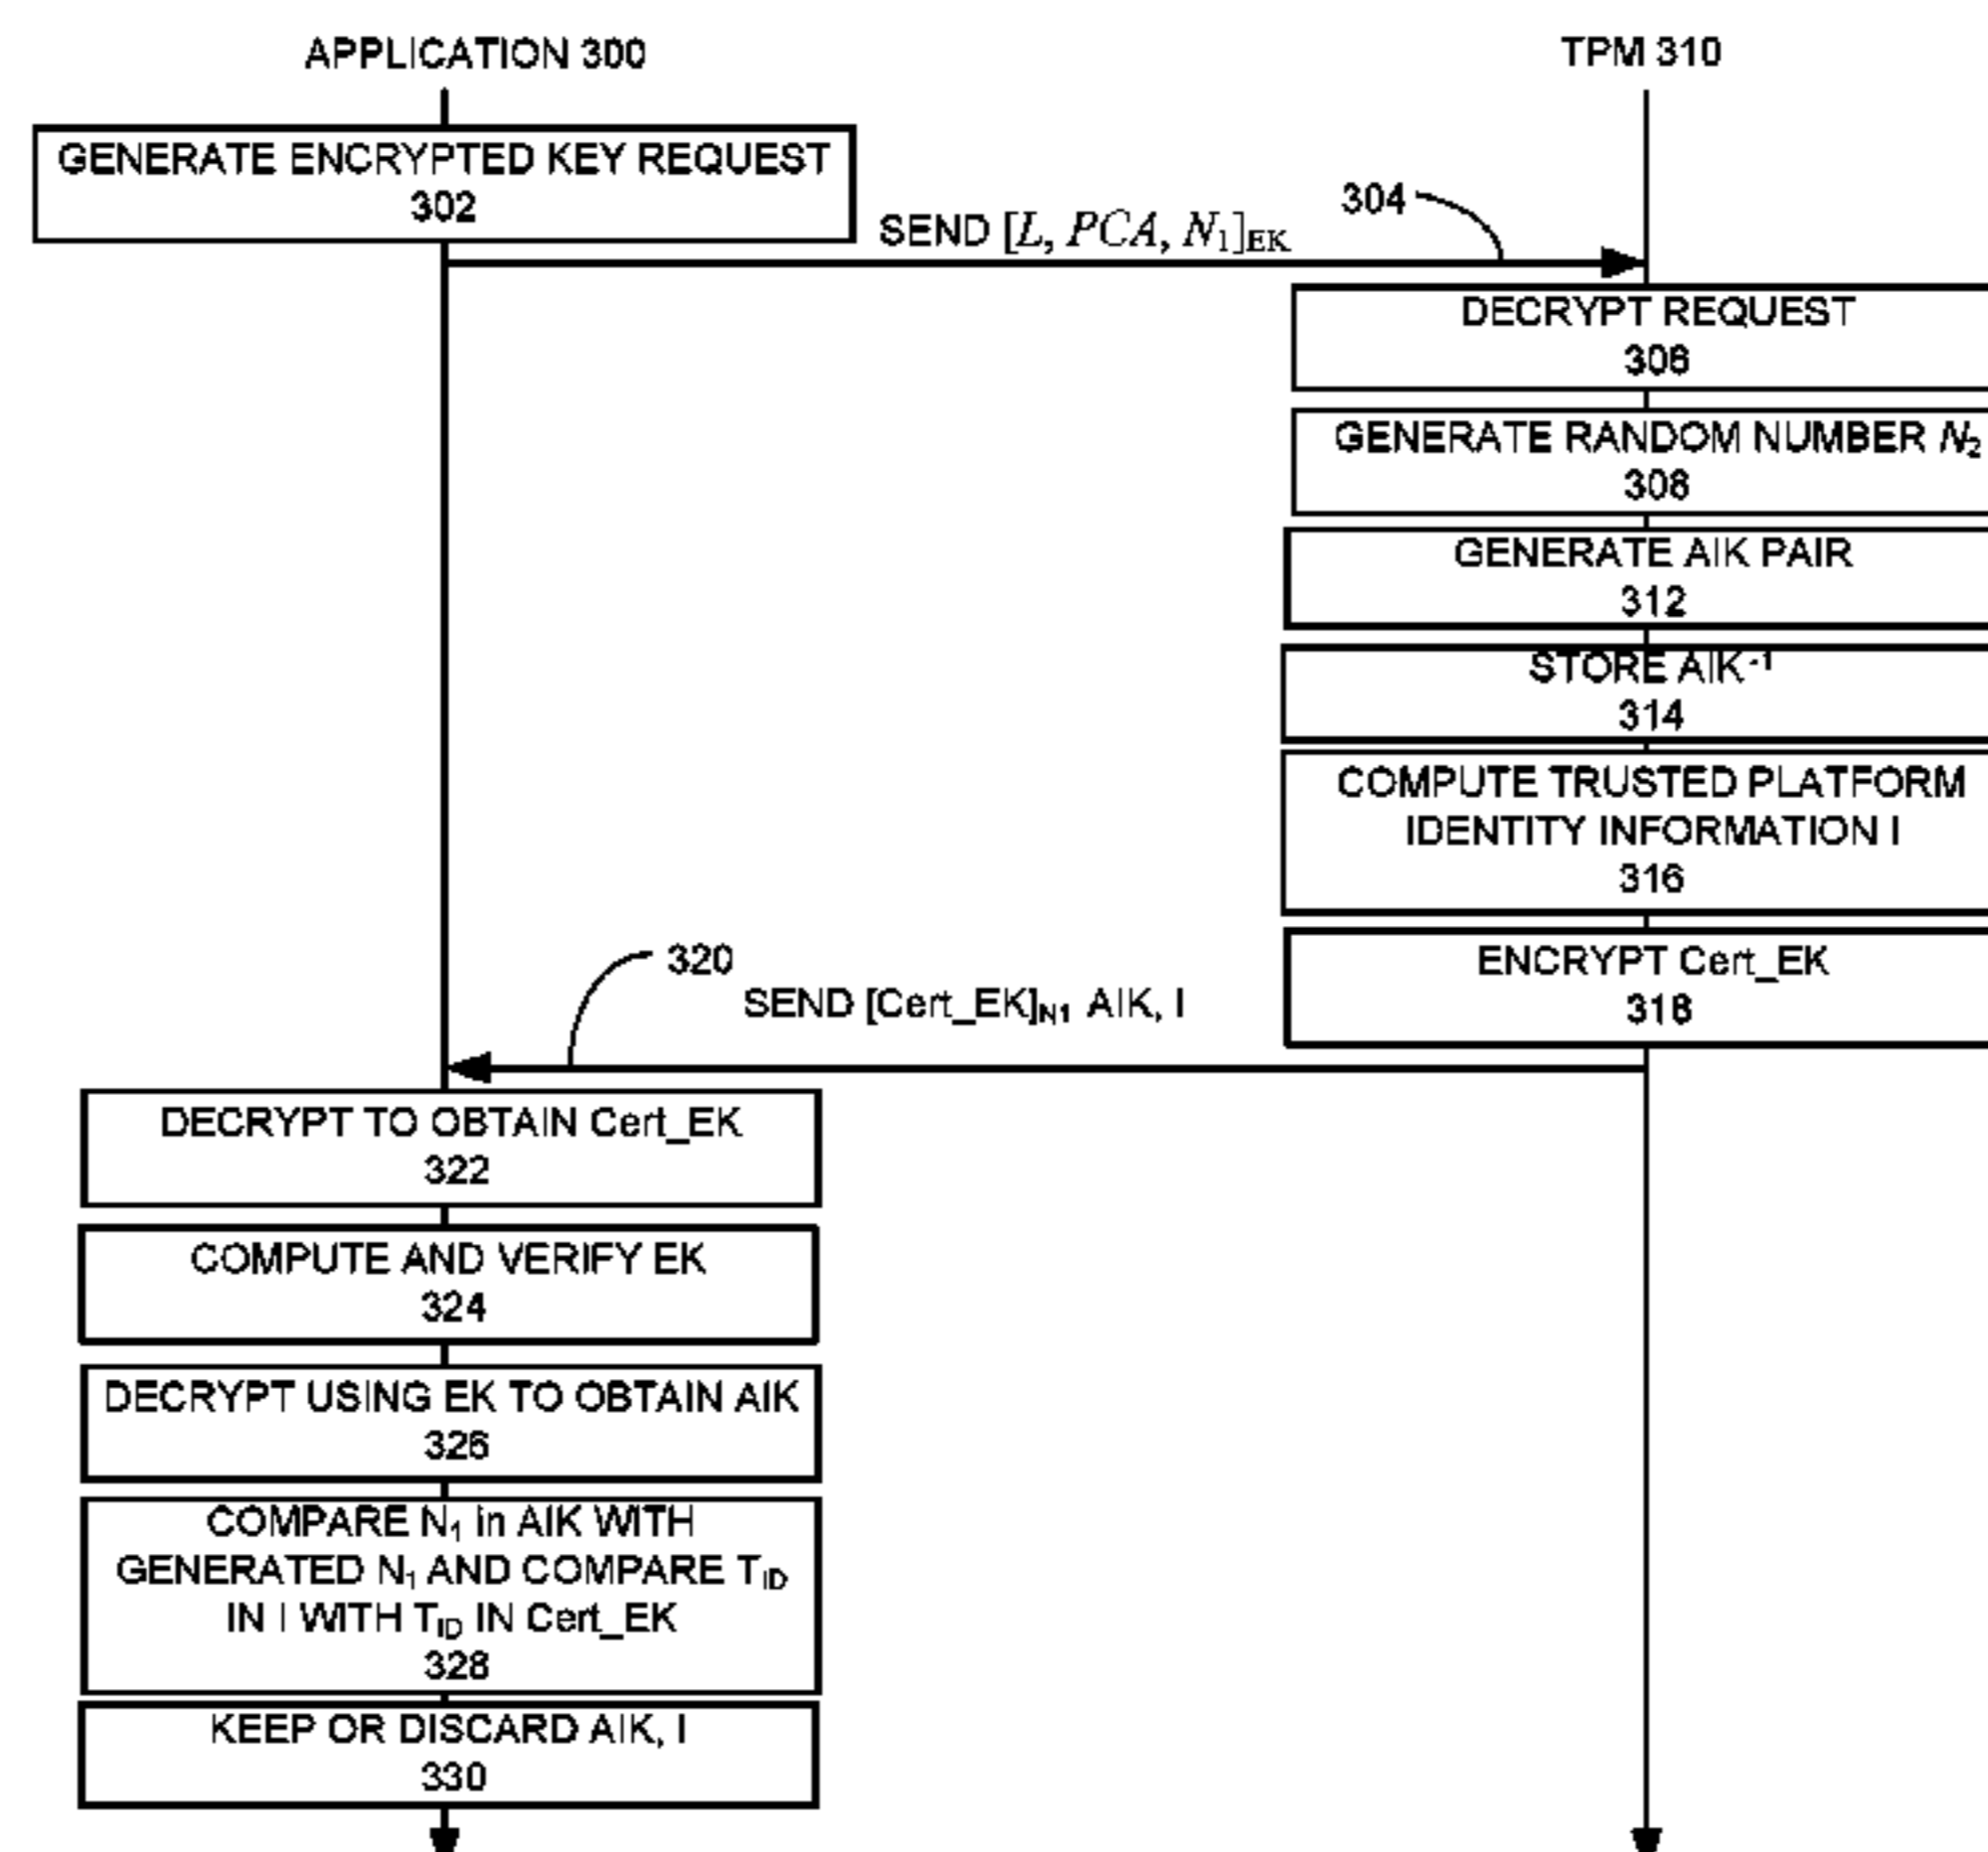 APPLICATION 300
TPM 310
GENERATE ENCRYPTED KEY REQUEST
302
304
SEND [L, PCA, N₁]EK
DECRYPT REQUEST
306
GENERATE RANDOM NUMBER N₂
308
GENERATE AIK PAIR
312
STORE AIK⁻¹
314
COMPUTE TRUSTED PLATFORM
IDENTITY INFORMATION I
316
ENCRYPT Cert_EK
318
320
SEND [Cert_EK]N1 AIK, I
DECRYPT TO OBTAIN Cert_EK
322
COMPUTE AND VERIFY EK
324
DECRYPT USING EK TO OBTAIN AIK
326
COMPARE N₁ in AIK WITH
GENERATED N₁ AND COMPARE TID
IN I WITH TID IN Cert_EK
328
KEEP OR DISCARD AIK, I
330